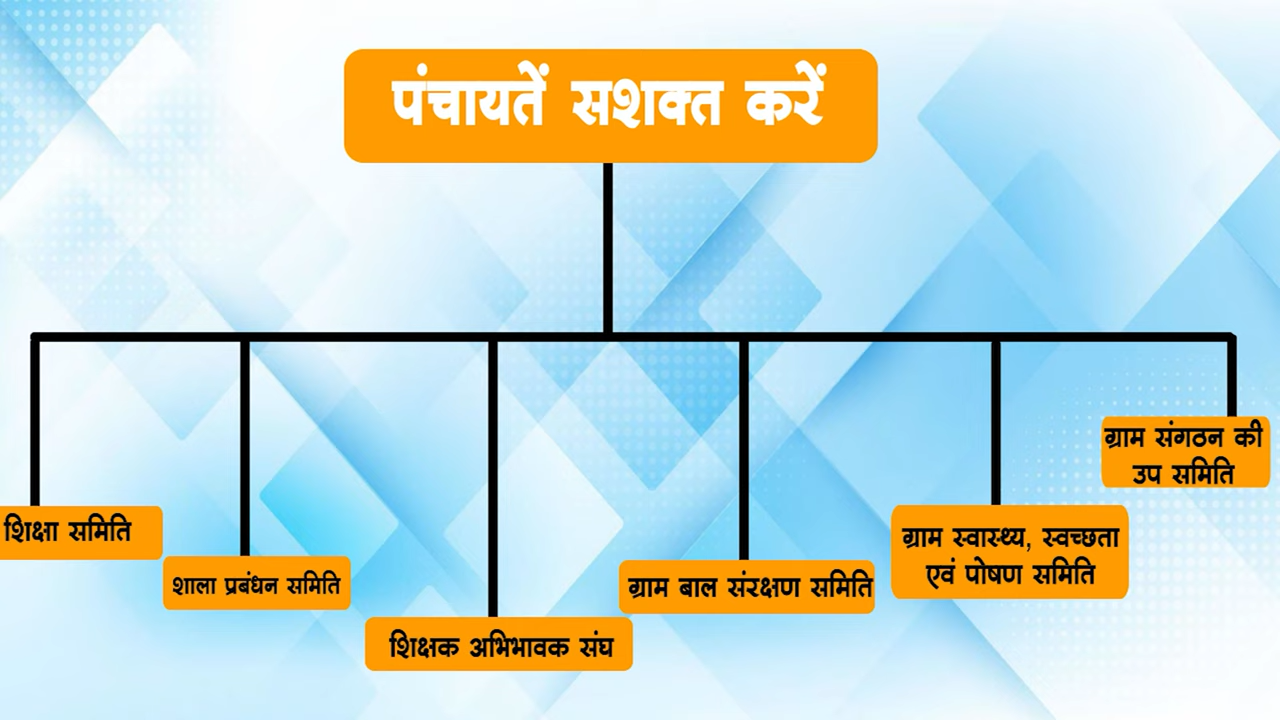 पंचायतें सशक्त करें
शिक्षा समिति
शाला प्रबंधन समिति
शिक्षक अभिभावक संघ
ग्राम बाल संरक्षण समिति
ग्राम स्वास्थ्य, स्वच्छता
एवं पोषण समिति
ग्राम संगठन की
उप समिति